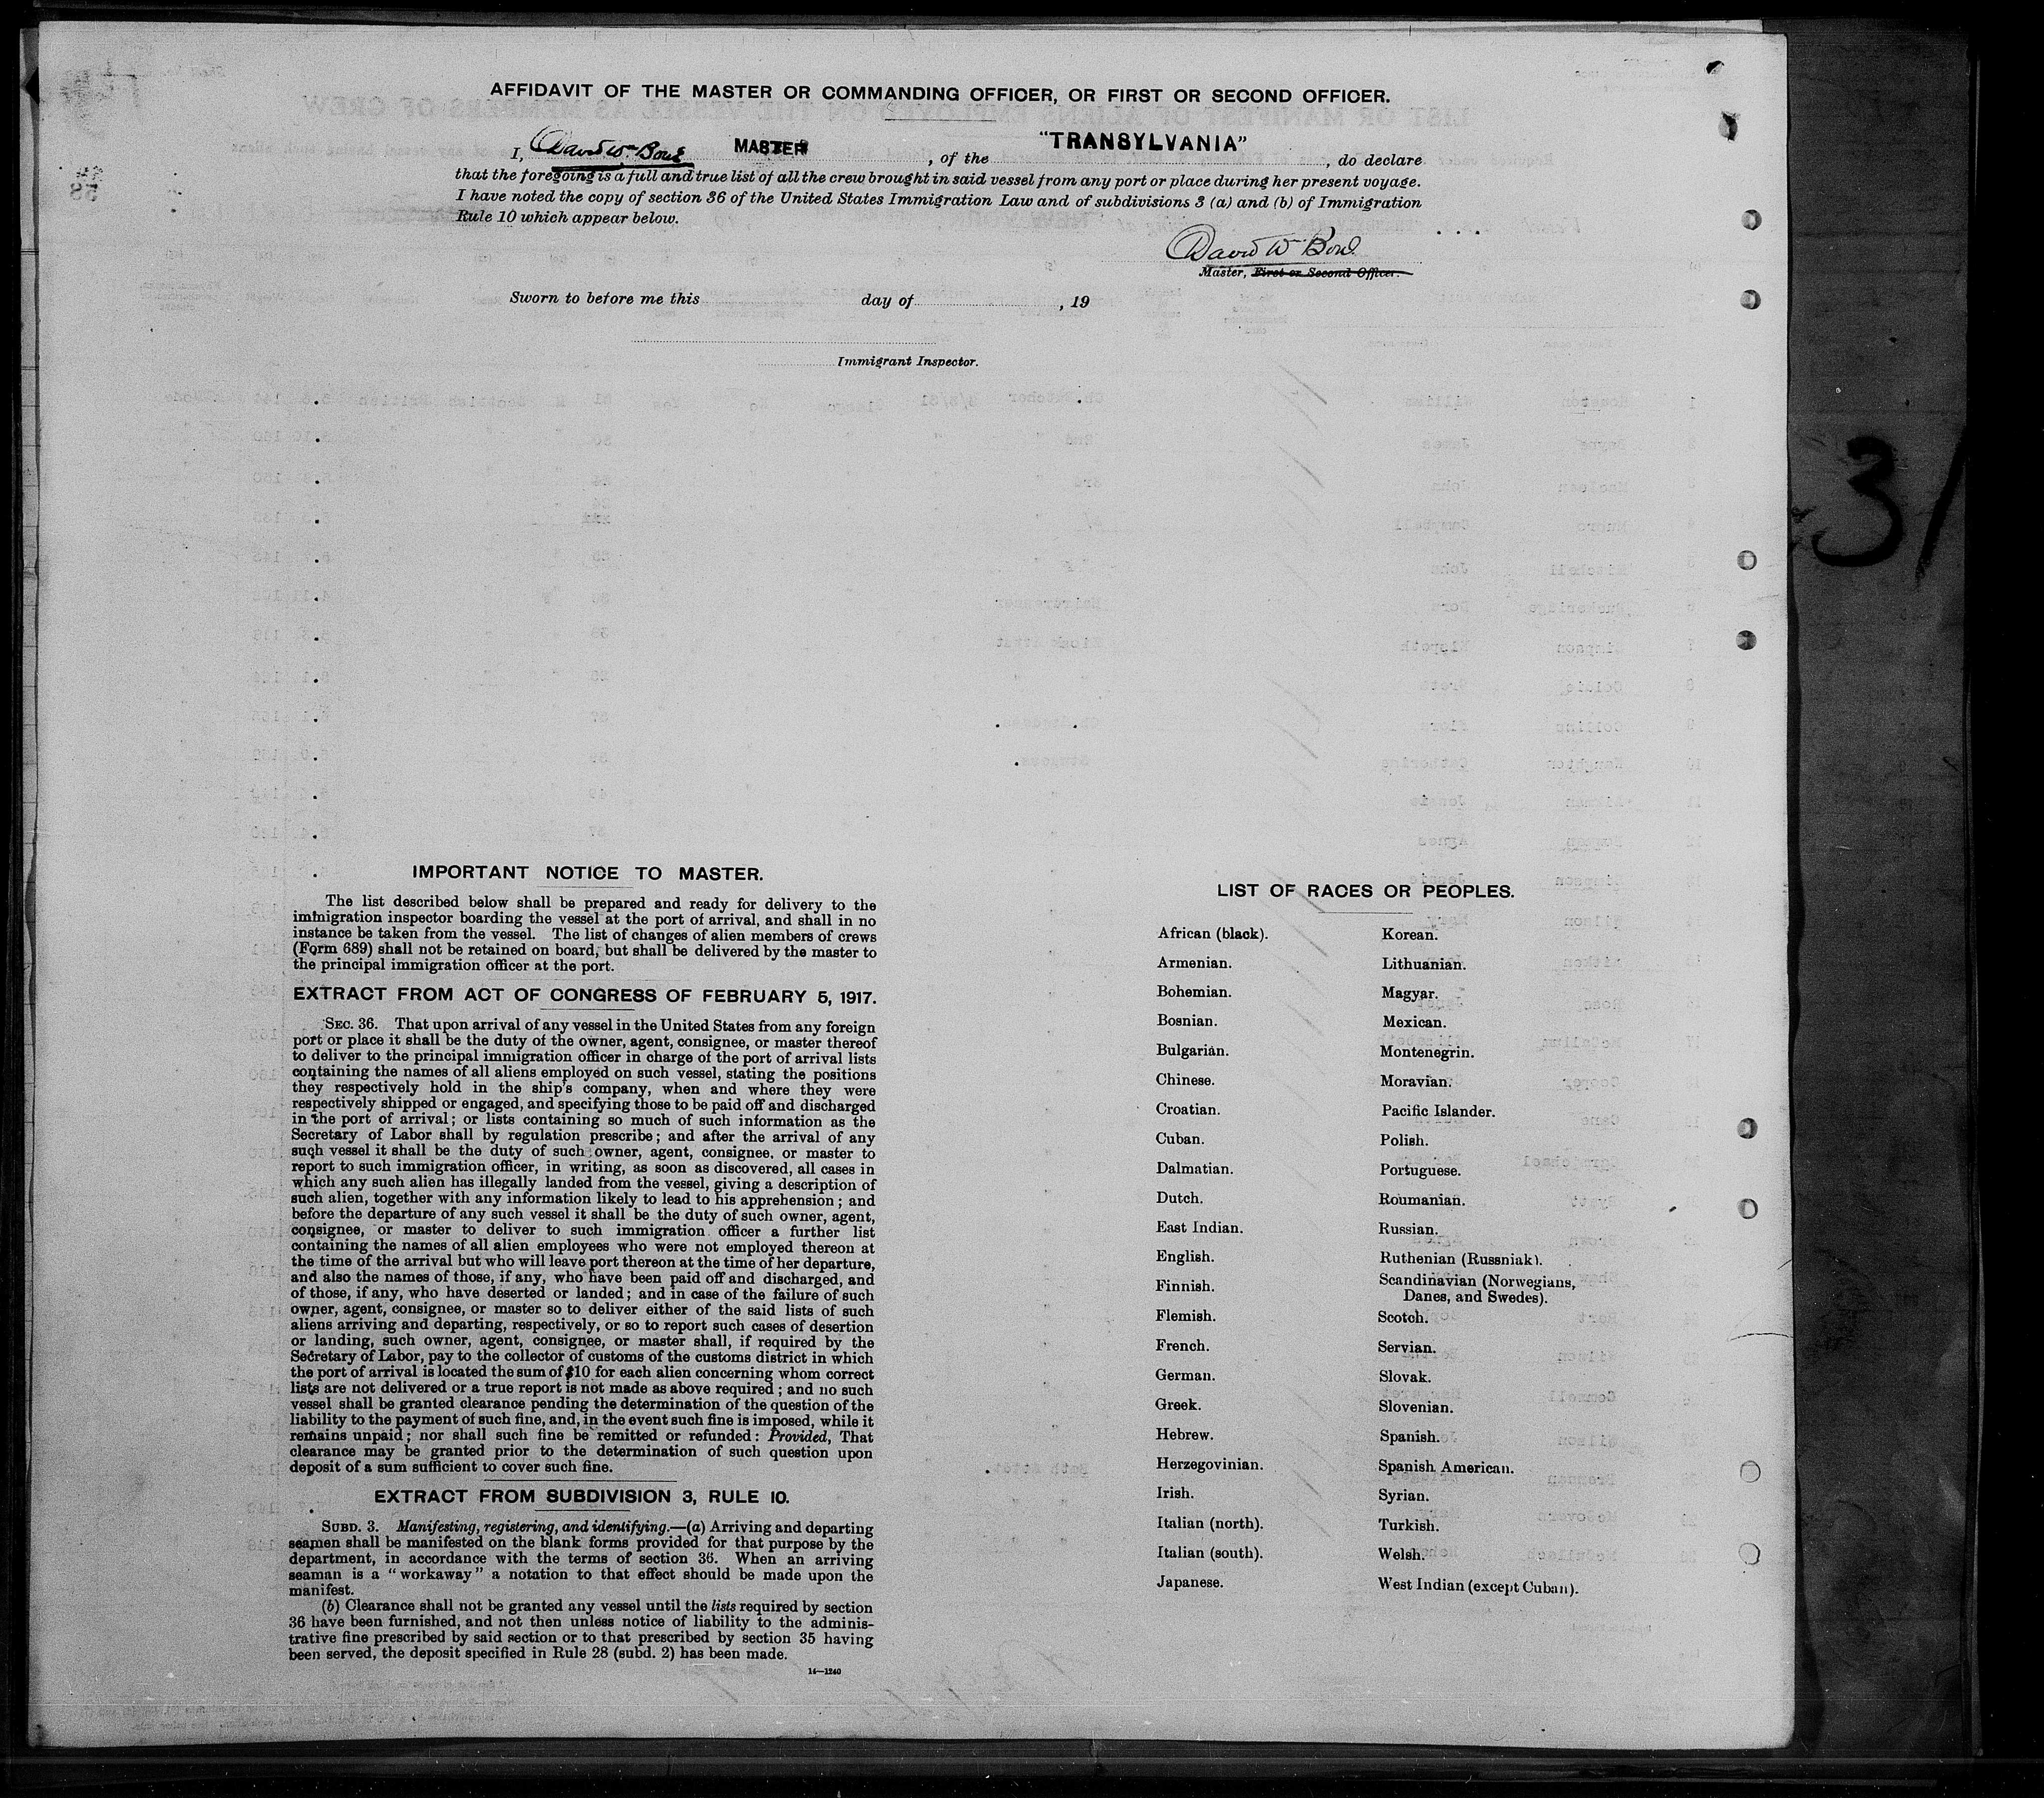 AFFIDAVIT OF THE MASTER OR COMMANDING OFFICER, OR FIRST OR SECOND OFFICER.
I, David W. Bone MASTER, of the "TRANSYLVANIA", do declare
that the foregoing is a full and true list of all the crew brought in said vessel from any port or place during her present voyage.
I have noted the copy of section 36 of the United States Immigration Law and of subdivisions 3 (a) and (b) of Immigration
Rule 10 which appear below.
David W Bone
Master, First or Second Officer.
Sworn to before me this day of , 19
Immigrant Inspector.
31
IMPORTANT NOTICE TO MASTER.
The list described below shall be prepared and ready for delivery to the
immigration inspector boarding the vessel at the port of arrival, and shall in no
instance be taken from the vessel. The list of changes of alien members of crews
(Form 689) shall not be retained on board, but shall be delivered by the master to
the principal immigration officer at the port.
EXTRACT FROM ACT OF CONGRESS OF FEBRUARY 5, 1917.
SEC. 36. That upon arrival of any vessel in the United States from any foreign
port or place it shall be the duty of the owner, agent, consignee, or master thereof
to deliver to the principal immigration officer in charge of the port of arrival lists
containing the names of all aliens employed on such vessel, stating the positions
they respectively hold in the ship's company, when and where they were
respectively shipped or engaged, and specifying those to be paid off and discharged
in the port of arrival; or lists containing so much of such information as the
Secretary of Labor shall by regulation prescribe; and after the arrival of any
such vessel it shall be the duty of such owner, agent, consignee, or master to
report to such immigration officer, in writing, as soon as discovered, all cases in
which any such alien has illegally landed from the vessel, giving a description of
such alien, together with any information likely to lead to his apprehension; and
before the departure of any such vessel it shall be the duty of such owner, agent,
consignee, or master to deliver to such immigration officer a further list
containing the names of all alien employees who were not employed thereon at
the time of the arrival but who will leave port thereon at the time of her departure,
and also the names of those, if any, who have been paid off and discharged, and
of those, if any, who have deserted or landed; and in case of the failure of such
owner, agent, consignee, or master so to deliver either of the said lists of such
aliens arriving and departing, respectively, or so to report such cases of desertion
or landing, such owner, agent, consignee, or master shall, if required by the
Secretary of Labor, pay to the collector of customs of the customs district in which
the port of arrival is located the sum of $10 for each alien concerning whom correct
lists are not delivered or a true report is not made as above required; and no such
vessel shall be granted clearance pending the determination of the question of the
liability to the payment of such fine, and, in the event such fine is imposed, while it
remains unpaid; nor shall such fine be remitted or refunded: Provided, That
clearance may be granted prior to the determination of such question upon
deposit of a sum sufficient to cover such fine.
EXTRACT FROM SUBDIVISION 3, RULE 10.
SUBD. 3. Manifesting, registering, and identifying.—(a) Arriving and departing
seamen shall be manifested on the blank forms provided for that purpose by the
department, in accordance with the terms of section 36. When an arriving
seaman is a "workaway" a notation to that effect should be made upon the
manifest.
(b) Clearance shall not be granted any vessel until the lists required by section
36 have been furnished, and not then unless notice of liability to the adminis-
trative fine prescribed by said section or to that prescribed by section 35 having
been served, the deposit specified in Rule 28 (subd. 2) has been made.
14—1240
LIST OF RACES OR PEOPLES.
African (black).
Armenian.
Bohemian.
Bosnian.
Bulgarian.
Chinese.
Croatian.
Cuban.
Dalmatian.
Dutch.
East Indian.
English.
Finnish.
Flemish.
French.
German.
Greek.
Hebrew.
Herzegovinian.
Irish.
Italian (north).
Italian (south).
Japanese.
Korean.
Lithuanian.
Magyar.
Mexican.
Montenegrin.
Moravian.
Pacific Islander.
Polish.
Portuguese.
Roumanian.
Russian.
Ruthenian (Russniak).
Scandinavian (Norwegians,
Danes, and Swedes).
Scotch.
Servian.
Slovak.
Slovenian.
Spanish.
Spanish American.
Syrian.
Turkish.
Welsh.
West Indian (except Cuban).